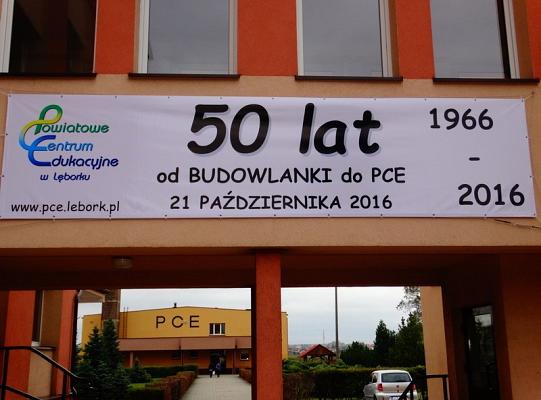 Powiatowe
Centrum
Edukacyjne
w Lęborku
www.pce.lebork.pl
50 lat
od BUDOWLANKI do PCE
21 PAŹDZIERNIKA 2016
1966
-
2016
PCE